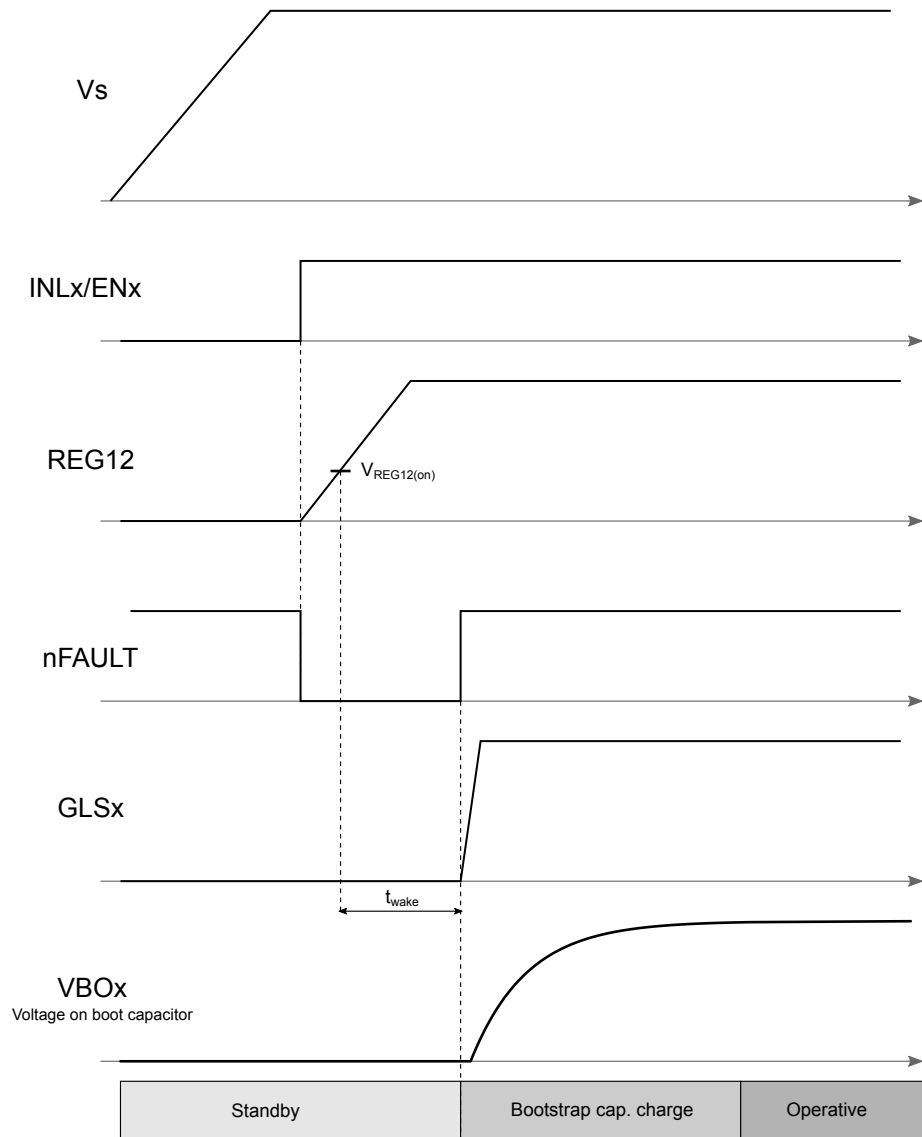 Vs
INLx/ENx
REG12
VREG12(on)
nFAULT
GLSx
twake
VBOx
Voltage on boot capacitor
Standby
Bootstrap cap. charge
Operative